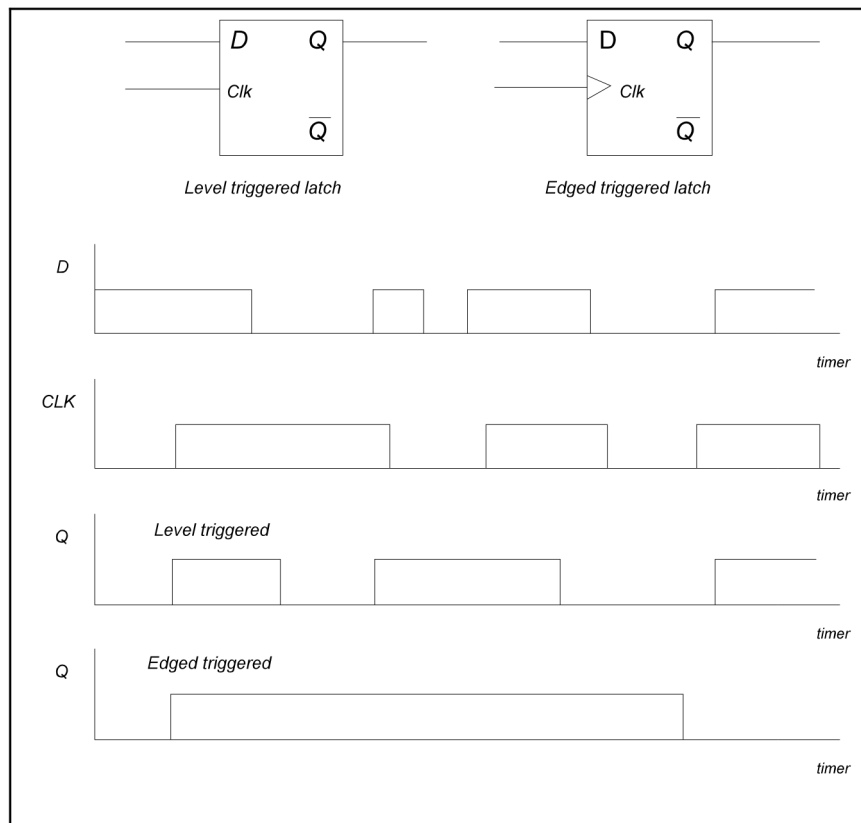 D Q
Clk
Q
Level triggered latch
D Q
Clk
Q
Edged triggered latch
D
timer
CLK
timer
Q
Level triggered
timer
Q
Edged triggered
timer